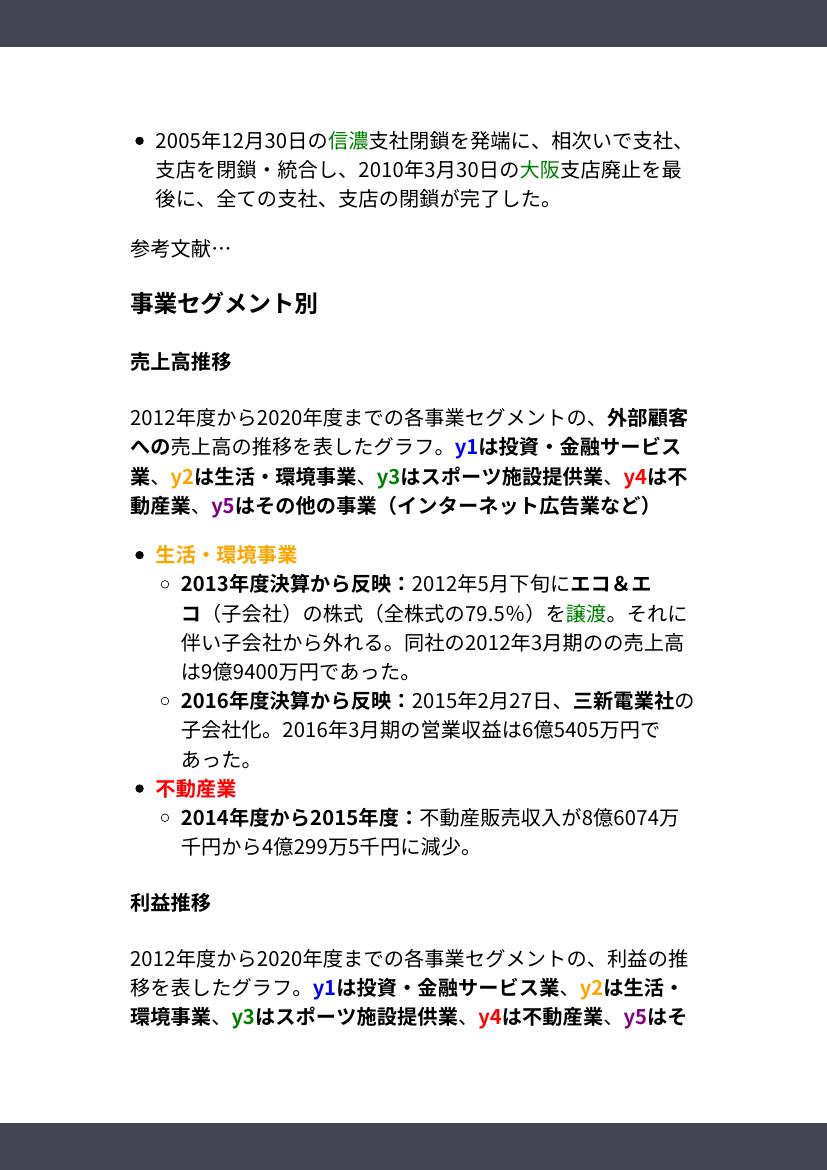 2005年12月30日の信濃支社閉鎖を発端に、相次いで支社、
支店を閉鎖・統合し、2010年3月30日の大阪支店廃止を最
後に、全ての支社、支店の閉鎖が完了した。
参考文献…
事業セグメント別
売上高推移
2012年度から2020年度までの各事業セグメントの、外部顧客
への売上高の推移を表したグラフ。y1は投資・金融サービス
業、y2は生活・環境事業、y3はスポーツ施設提供業、y4は不
動産業、y5はその他の事業（インターネット広告業など）
生活・環境事業
2013年度決算から反映：2012年5月下旬にエコ＆エ
コ（子会社）の株式（全株式の79.5％）を譲渡。それに
伴い子会社から外れる。同社の2012年3月期のの売上高
は9億9400万円であった。
2016年度決算から反映：2015年2月27日、三新電業社の
子会社化。2016年3月期の営業収益は6億5405万円で
あった。
不動産業
2014年度から2015年度：不動産販売収入が8億6074万
千円から4億299万5千円に減少。
利益推移
2012年度から2020年度までの各事業セグメントの、利益の推
移を表したグラフ。y1は投資・金融サービス業、y2は生活・
環境事業、y3はスポーツ施設提供業、y4は不動産業、y5はそ